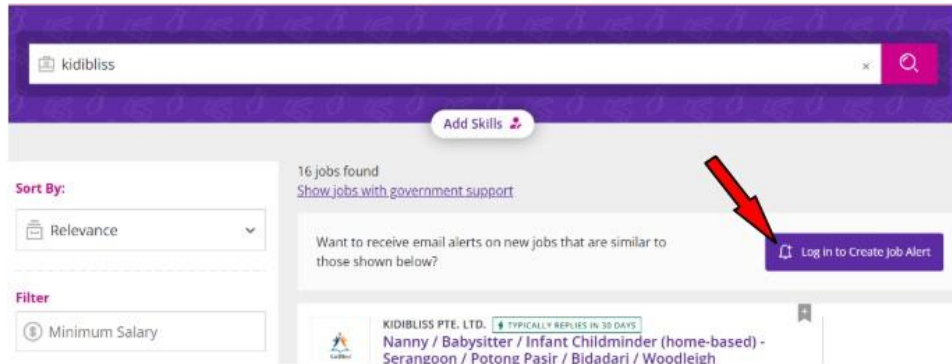 kidibliss
×
Add Skills
Sort By:
Relevance
Filter
Minimum Salary
16 jobs found
Show jobs with government support
Want to receive email alerts on new jobs that are similar to
those shown below?
Log in to Create Job Alert
KIDIBLISS PTE. LTD. TYPICALLY REPLIES IN 30 DAYS
Nanny / Babysitter / Infant Childminder (home-based) -
Serangoon / Potong Pasir / Bidadari / Woodleigh